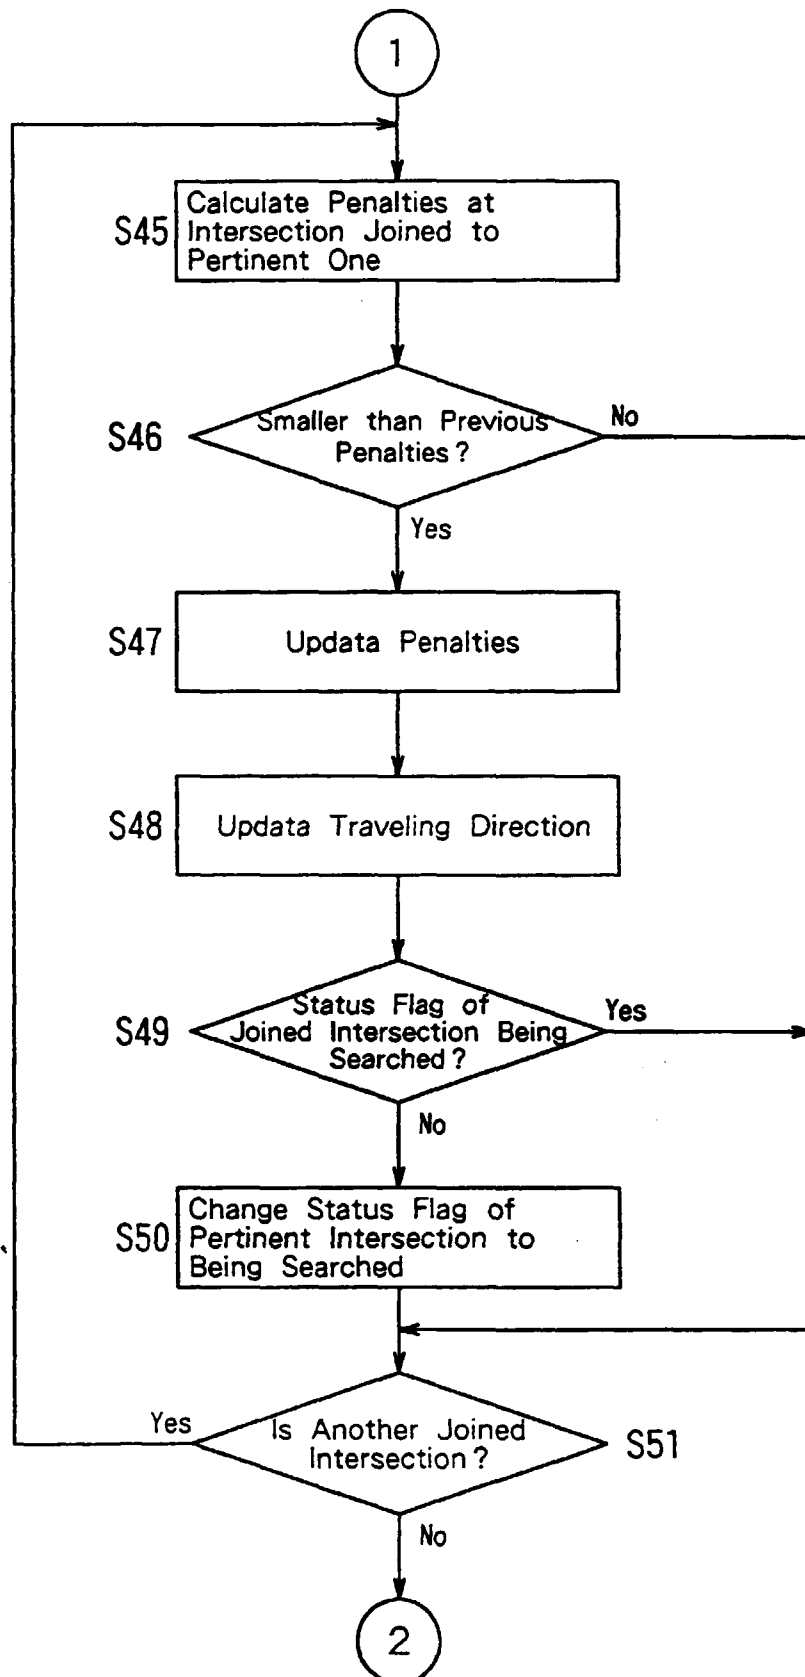 1
Calculate Penalties at
S45 Intersection Joined to
Pertinent One
Smaller than Previous
No
S46
Penalties?
Yes
S47 Updata Penalties
S48 Updata Traveling Direction
Status Flag of
Yes
S49 Joined Intersection Being
Searched?
No
Change Status Flag of
S50 Pertinent Intersection to
Being Searched
Yes
Is Another Joined
Intersection?
S51
No
2